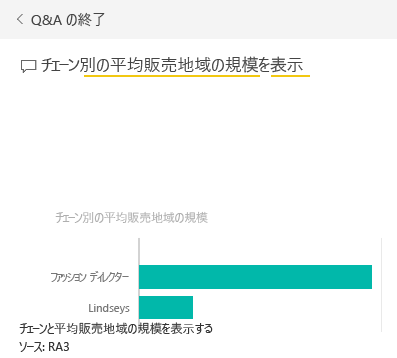 Q&A の終了
チェーン別の平均販売地域の規模を表示
チェーン別の平均販売地域の規模
ファッション ディレクター
Lindseys
チェーンと平均販売地域の規模を表示する
ソース: RA3